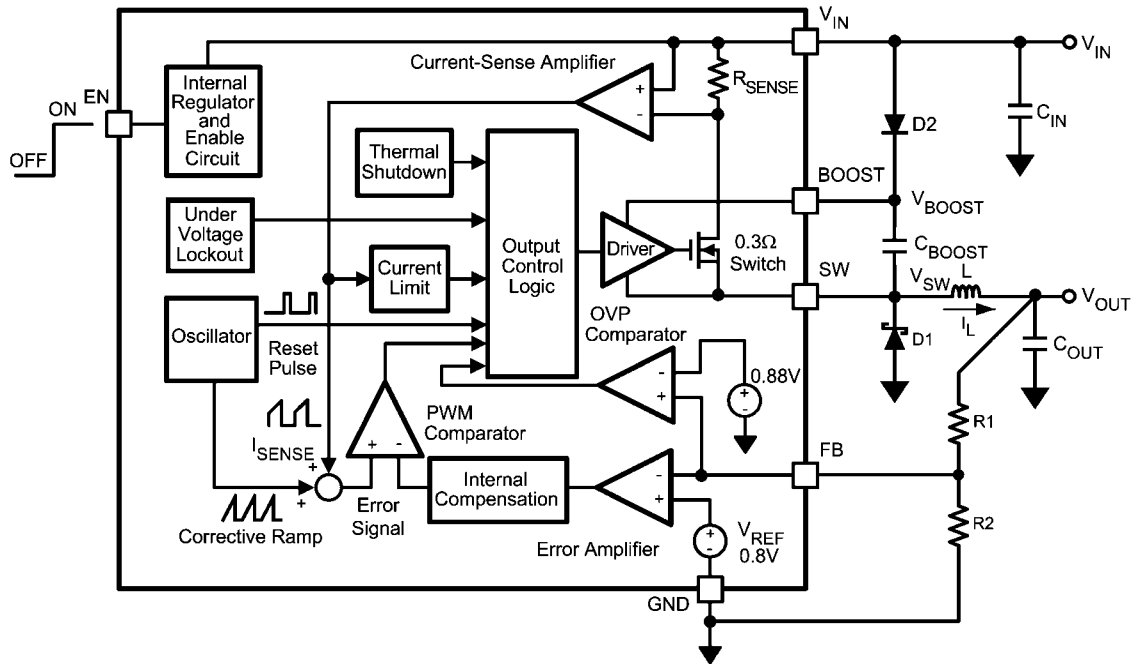 V_IN
V_IN
Current-Sense Amplifier
R_SENSE
+
-
EN
ON
OFF
Internal
Regulator
and
Enable
Circuit
C_IN
D2
Thermal
Shutdown
BOOST
V_BOOST
Under
Voltage
Lockout
Output
Control
Logic
Driver
0.3Ω
Switch
C_BOOST
Current
Limit
SW
V_SW
L
V_OUT
I_L
OVP
Comparator
D1
C_OUT
Oscillator
Reset
Pulse
-
+
0.88V
+
-
PWM
Comparator
R1
I_SENSE
+
+
+
-
FB
Internal
Compensation
-
+
Error
Signal
Corrective Ramp
Error Amplifier
+
-
V_REF
0.8V
R2
GND